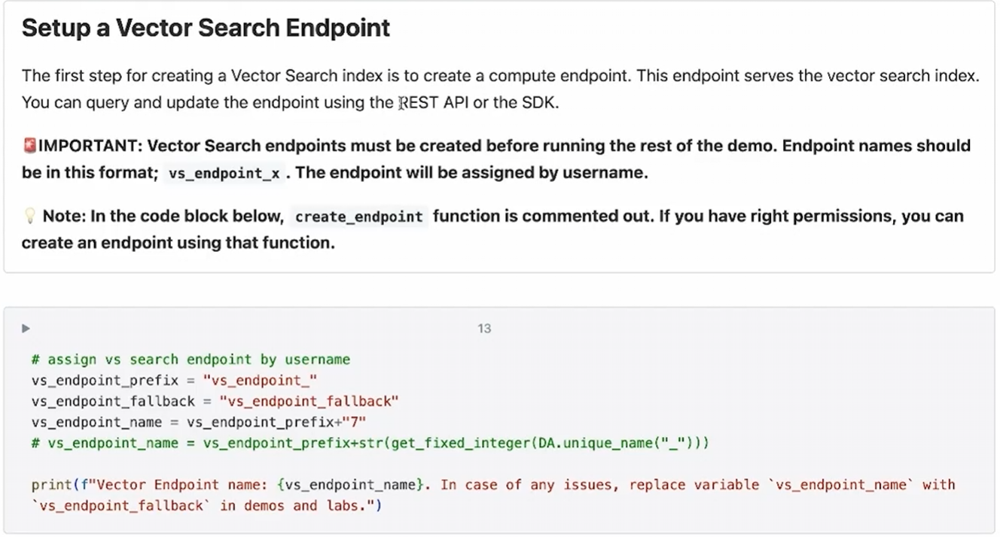 Setup a Vector Search Endpoint
The first step for creating a Vector Search index is to create a compute endpoint. This endpoint serves the vector search index.
You can query and update the endpoint using the REST API or the SDK.
🚨IMPORTANT: Vector Search endpoints must be created before running the rest of the demo. Endpoint names should
be in this format; vs_endpoint_x . The endpoint will be assigned by username.
💡 Note: In the code block below, create_endpoint function is commented out. If you have right permissions, you can
create an endpoint using that function.
13
# assign vs search endpoint by username
vs_endpoint_prefix = "vs_endpoint_"
vs_endpoint_fallback = "vs_endpoint_fallback"
vs_endpoint_name = vs_endpoint_prefix+"7"
# vs_endpoint_name = vs_endpoint_prefix+str(get_fixed_integer(DA.unique_name("_")))
print(f"Vector Endpoint name: {vs_endpoint_name}. In case of any issues, replace variable `vs_endpoint_name` with
`vs_endpoint_fallback` in demos and labs.")